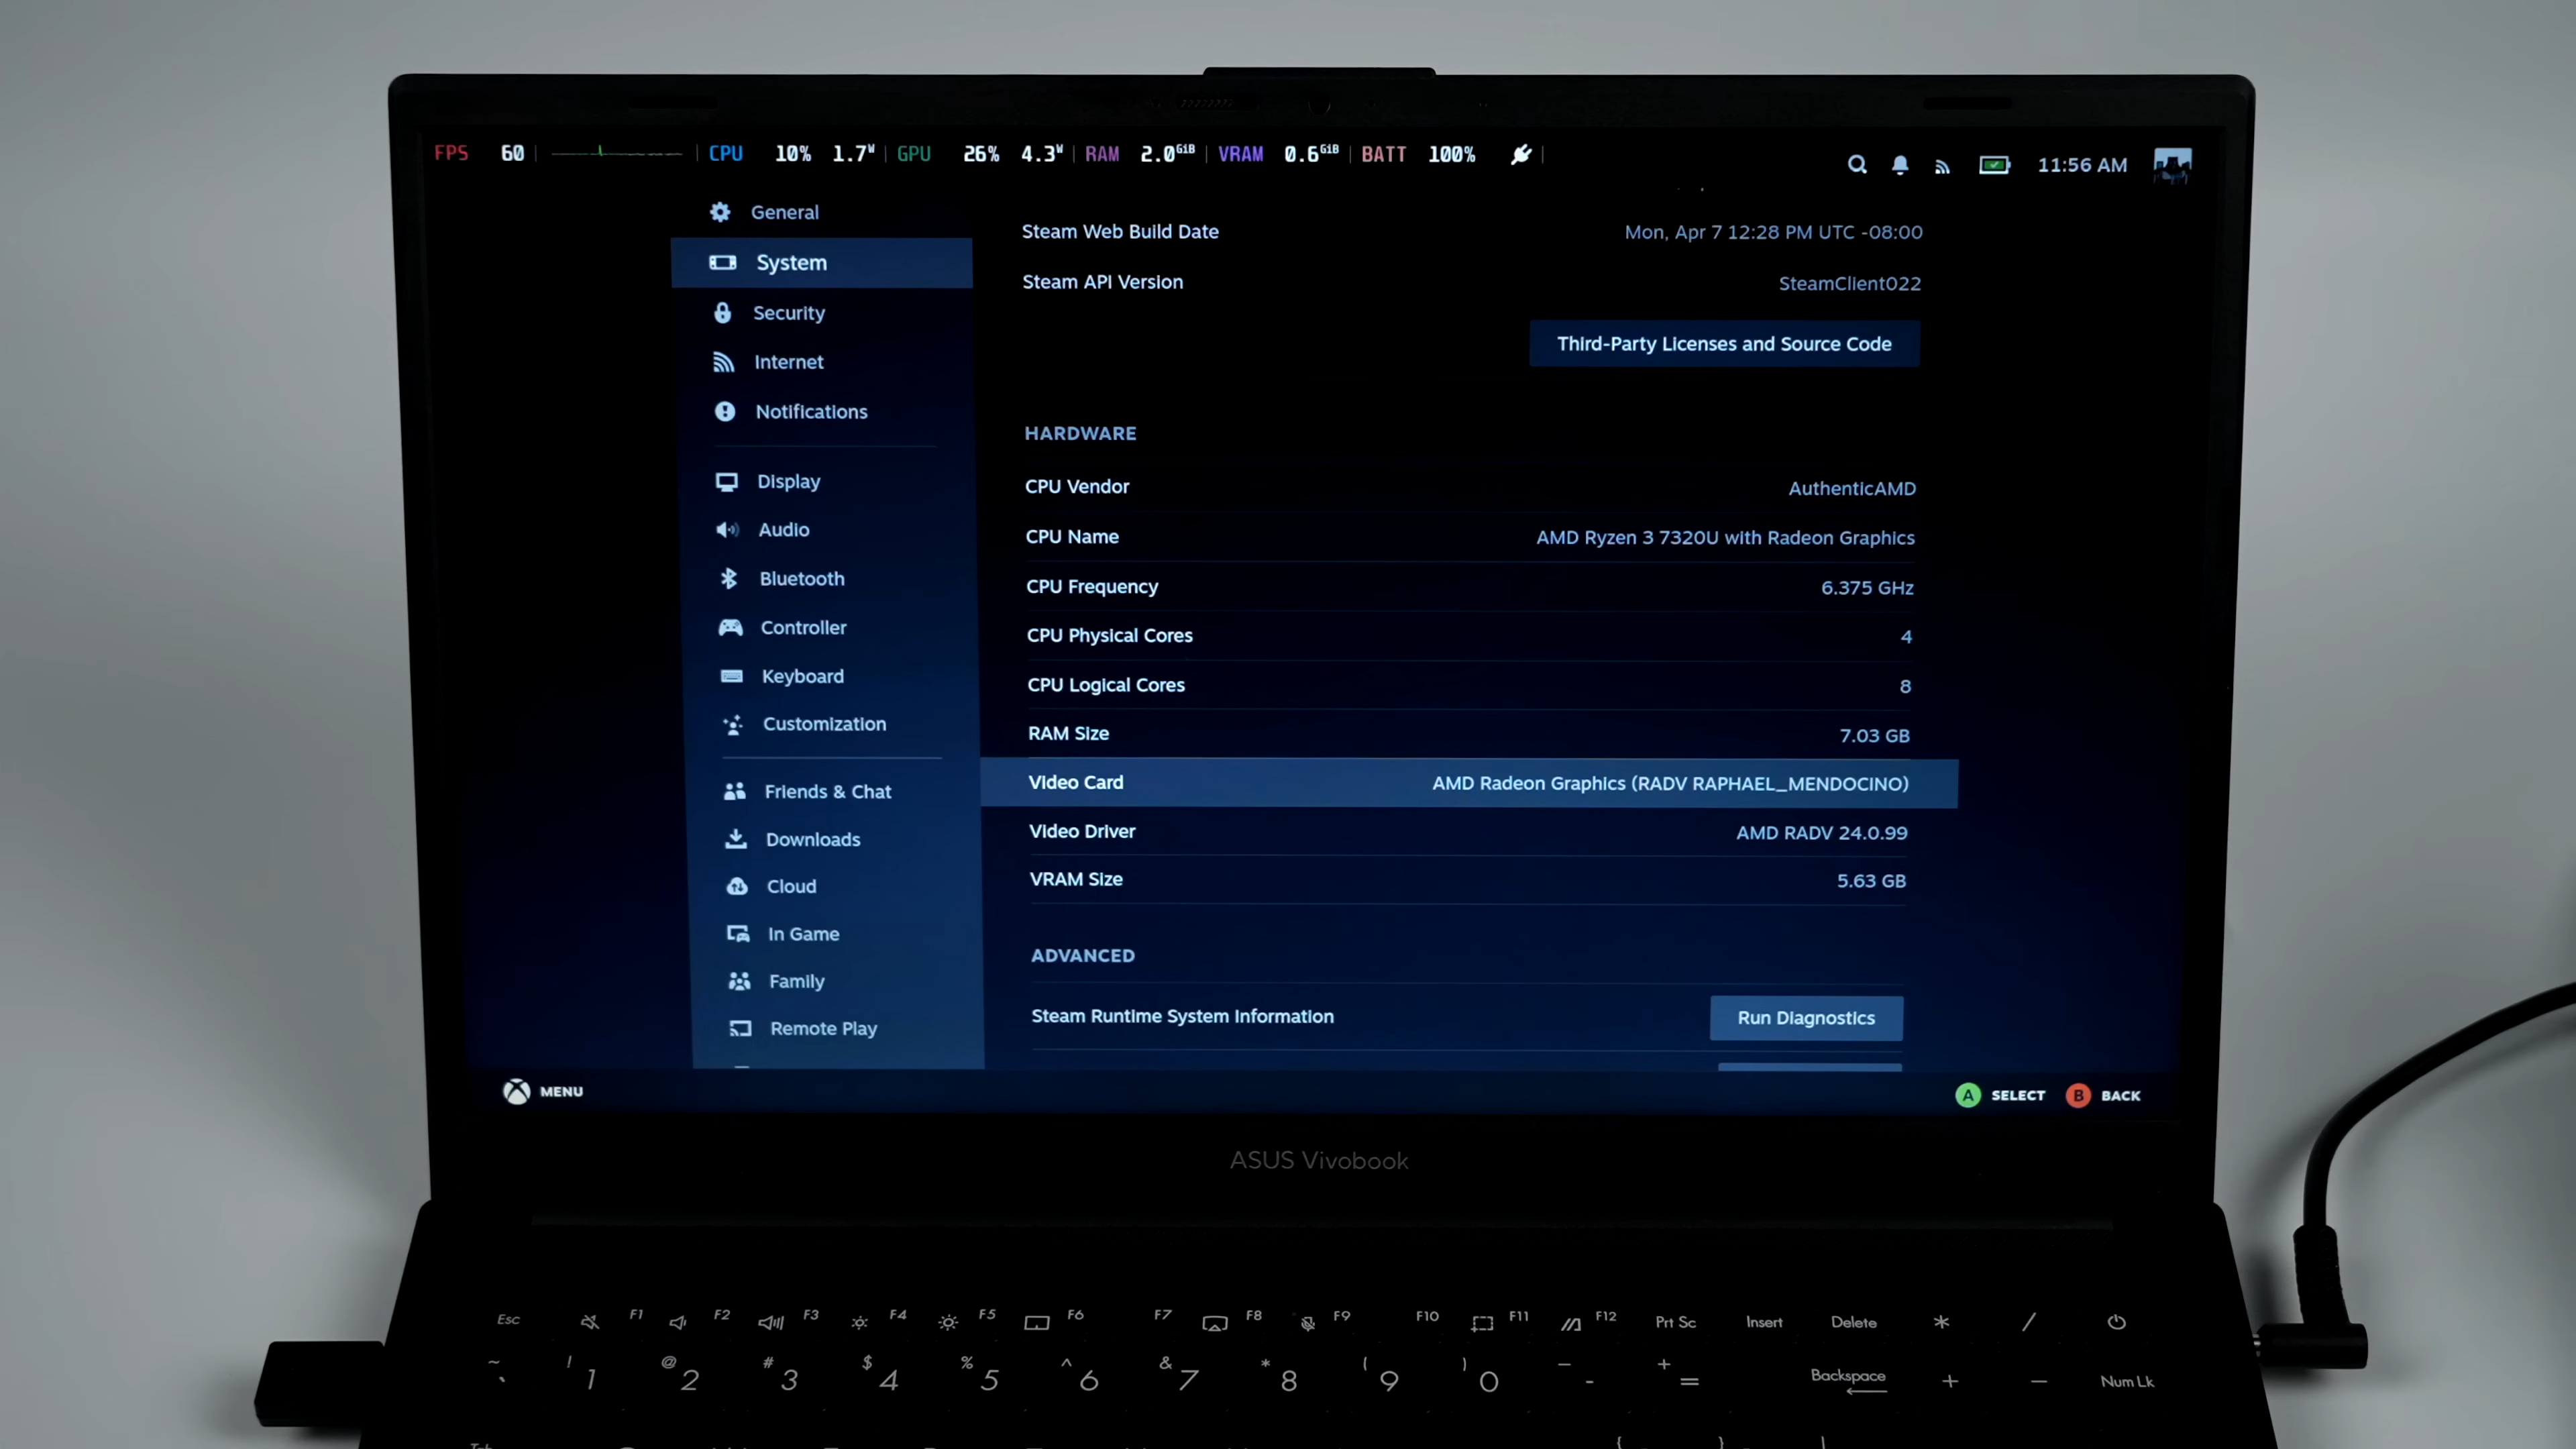 FPS 60 | CPU 10% 1.7W | GPU 26% 4.3W | RAM 2.0GiB | VRAM 0.6GiB | BATT 100%
11:56 AM
General
System
Security
Internet
Notifications
Display
Audio
Bluetooth
Controller
Keyboard
Customization
Friends & Chat
Downloads
Cloud
In Game
Family
Remote Play
Steam Web Build Date Mon, Apr 7 12:28 PM UTC -08:00
Steam API Version SteamClient022
Third-Party Licenses and Source Code
HARDWARE
CPU Vendor AuthenticAMD
CPU Name AMD Ryzen 3 7320U with Radeon Graphics
CPU Frequency 6.375 GHz
CPU Physical Cores 4
CPU Logical Cores 8
RAM Size 7.03 GB
Video Card AMD Radeon Graphics (RADV RAPHAEL_MENDOCINO)
Video Driver AMD RADV 24.0.99
VRAM Size 5.63 GB
ADVANCED
Steam Runtime System Information Run Diagnostics
MENU
A SELECT B BACK
ASUS Vivobook
Esc F1 F2 F3 F4 F5 F6 F7 F8 F9 F10 F11 F12 Prt Sc Insert Delete * /
~ ! @ # $ % ^ & * ( ) − +
` 1 2 3 4 5 6 7 8 9 0 - = Backspace + − Num Lk